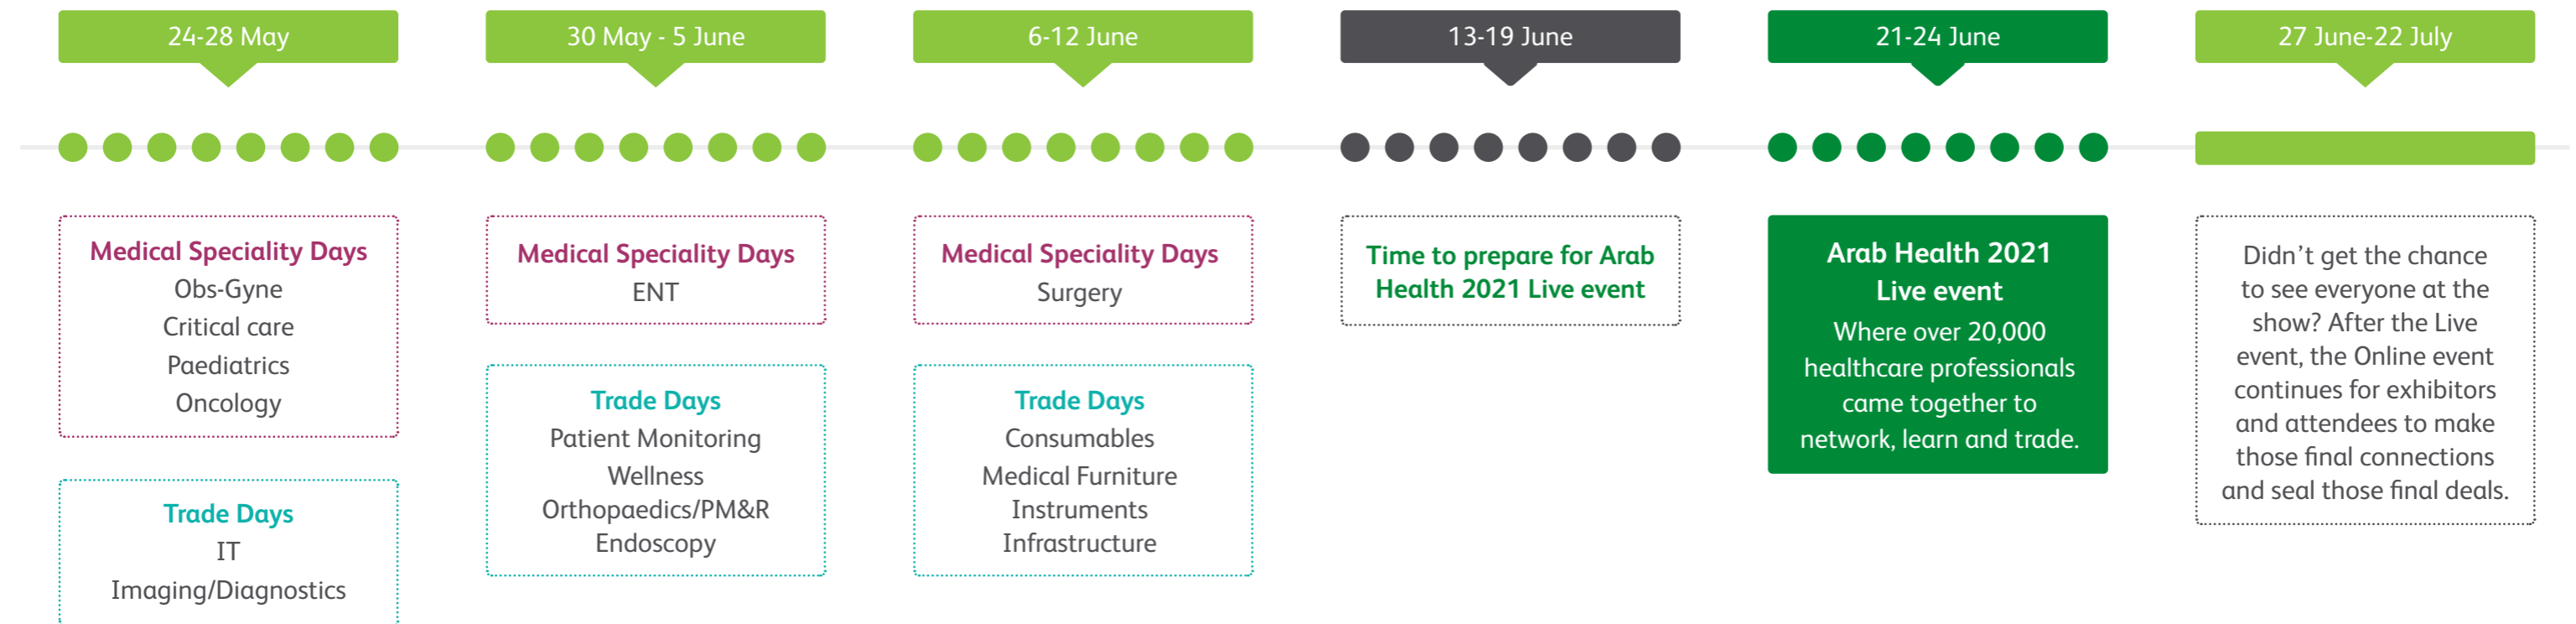 24-28 May
30 May - 5 June
6-12 June
13-19 June
21-24 June
27 June-22 July
Medical Speciality Days
Obs-Gyne
Critical care
Paediatrics
Oncology
Trade Days
IT
Imaging/Diagnostics
Medical Speciality Days
ENT
Trade Days
Patient Monitoring
Wellness
Orthopaedics/PM&R
Endoscopy
Medical Speciality Days
Surgery
Trade Days
Consumables
Medical Furniture
Instruments
Infrastructure
Time to prepare for Arab
Health 2021 Live event
Arab Health 2021
Live event
Where over 20,000
healthcare professionals
came together to
network, learn and trade.
Didn’t get the chance
to see everyone at the
show? After the Live
event, the Online event
continues for exhibitors
and attendees to make
those final connections
and seal those final deals.